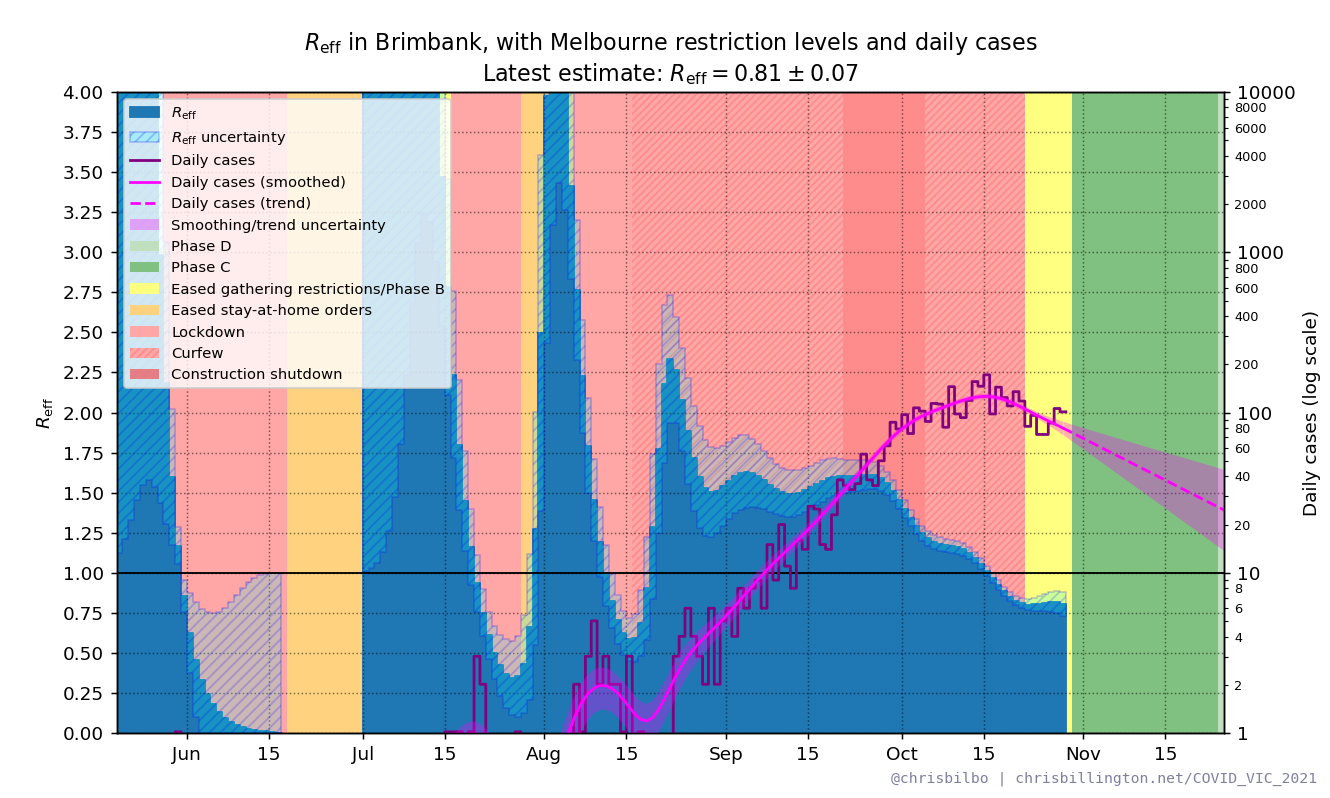 R_eff in Brimbank, with Melbourne restriction levels and daily cases
Latest estimate: R_eff = 0.81 ± 0.07
R_eff
R_eff uncertainty
Daily cases
Daily cases (smoothed)
Daily cases (trend)
Smoothing/trend uncertainty
Phase D
Phase C
Eased gathering restrictions/Phase B
Eased stay-at-home orders
Lockdown
Curfew
Construction shutdown
R_eff
4.00
3.75
3.50
3.25
3.00
2.75
2.50
2.25
2.00
1.75
1.50
1.25
1.00
0.75
0.50
0.25
0.00
10000
8000
6000
4000
2000
1000
800
600
400
200
100
80
60
40
20
10
8
6
4
2
1
Daily cases (log scale)
Jun 15 Jul 15 Aug 15 Sep 15 Oct 15 Nov 15
@chrisbilbo | chrisbillington.net/COVID_VIC_2021